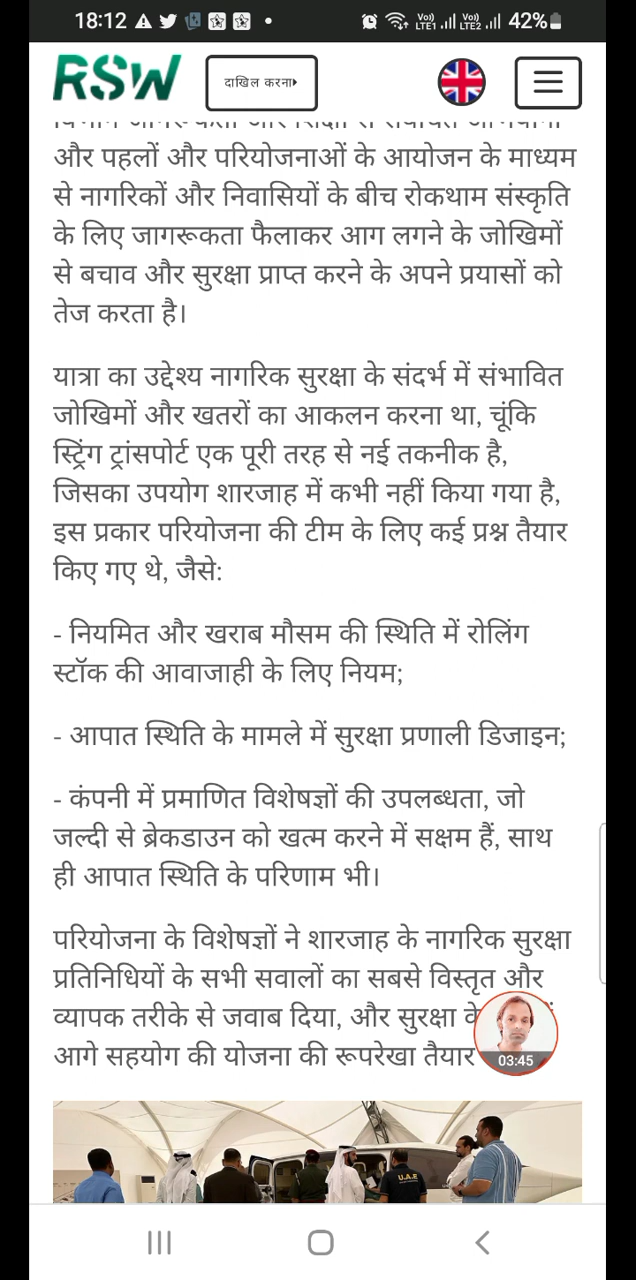 18:12
Vo)) LTE1 Vo)) LTE2 42%
RSW
दाखिल करना
और पहलों और परियोजनाओं के आयोजन के माध्यम
से नागरिकों और निवासियों के बीच रोकथाम संस्कृति
के लिए जागरूकता फैलाकर आग लगने के जोखिमों
से बचाव और सुरक्षा प्राप्त करने के अपने प्रयासों को
तेज करता है।
यात्रा का उद्देश्य नागरिक सुरक्षा के संदर्भ में संभावित
जोखिमों और खतरों का आकलन करना था, चूंकि
स्ट्रिंग ट्रांसपोर्ट एक पूरी तरह से नई तकनीक है,
जिसका उपयोग शारजाह में कभी नहीं किया गया है,
इस प्रकार परियोजना की टीम के लिए कई प्रश्न तैयार
किए गए थे, जैसे:
- नियमित और खराब मौसम की स्थिति में रोलिंग
स्टॉक की आवाजाही के लिए नियम;
- आपात स्थिति के मामले में सुरक्षा प्रणाली डिजाइन;
- कंपनी में प्रमाणित विशेषज्ञों की उपलब्धता, जो
जल्दी से ब्रेकडाउन को खत्म करने में सक्षम हैं, साथ
ही आपात स्थिति के परिणाम भी।
परियोजना के विशेषज्ञों ने शारजाह के नागरिक सुरक्षा
प्रतिनिधियों के सभी सवालों का सबसे विस्तृत और
व्यापक तरीके से जवाब दिया, और सुरक्षा के
आगे सहयोग की योजना की रूपरेखा तैयार
03:45
U.A.E